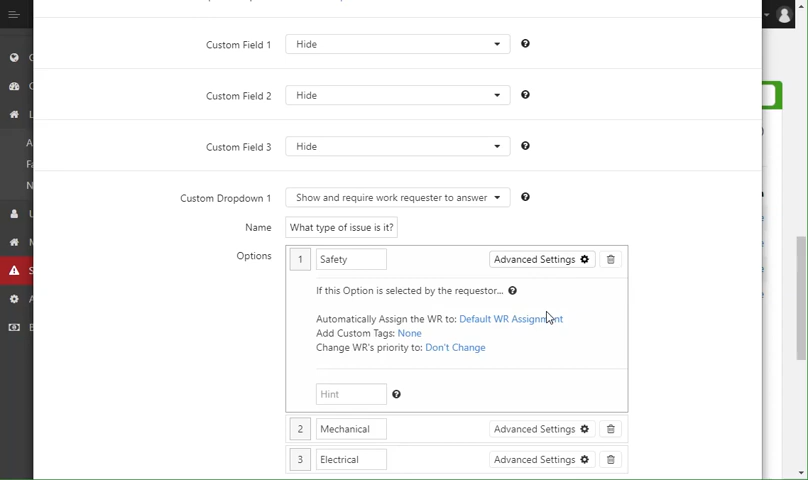 Custom Field 1 Hide
Custom Field 2 Hide
Custom Field 3 Hide
Custom Dropdown 1 Show and require work requester to answer
Name What type of issue is it?
Options 1 Safety Advanced Settings
If this Option is selected by the requestor...
Automatically Assign the WR to: Default WR Assignment
Add Custom Tags: None
Change WR's priority to: Don't Change
Hint
2 Mechanical Advanced Settings
3 Electrical Advanced Settings